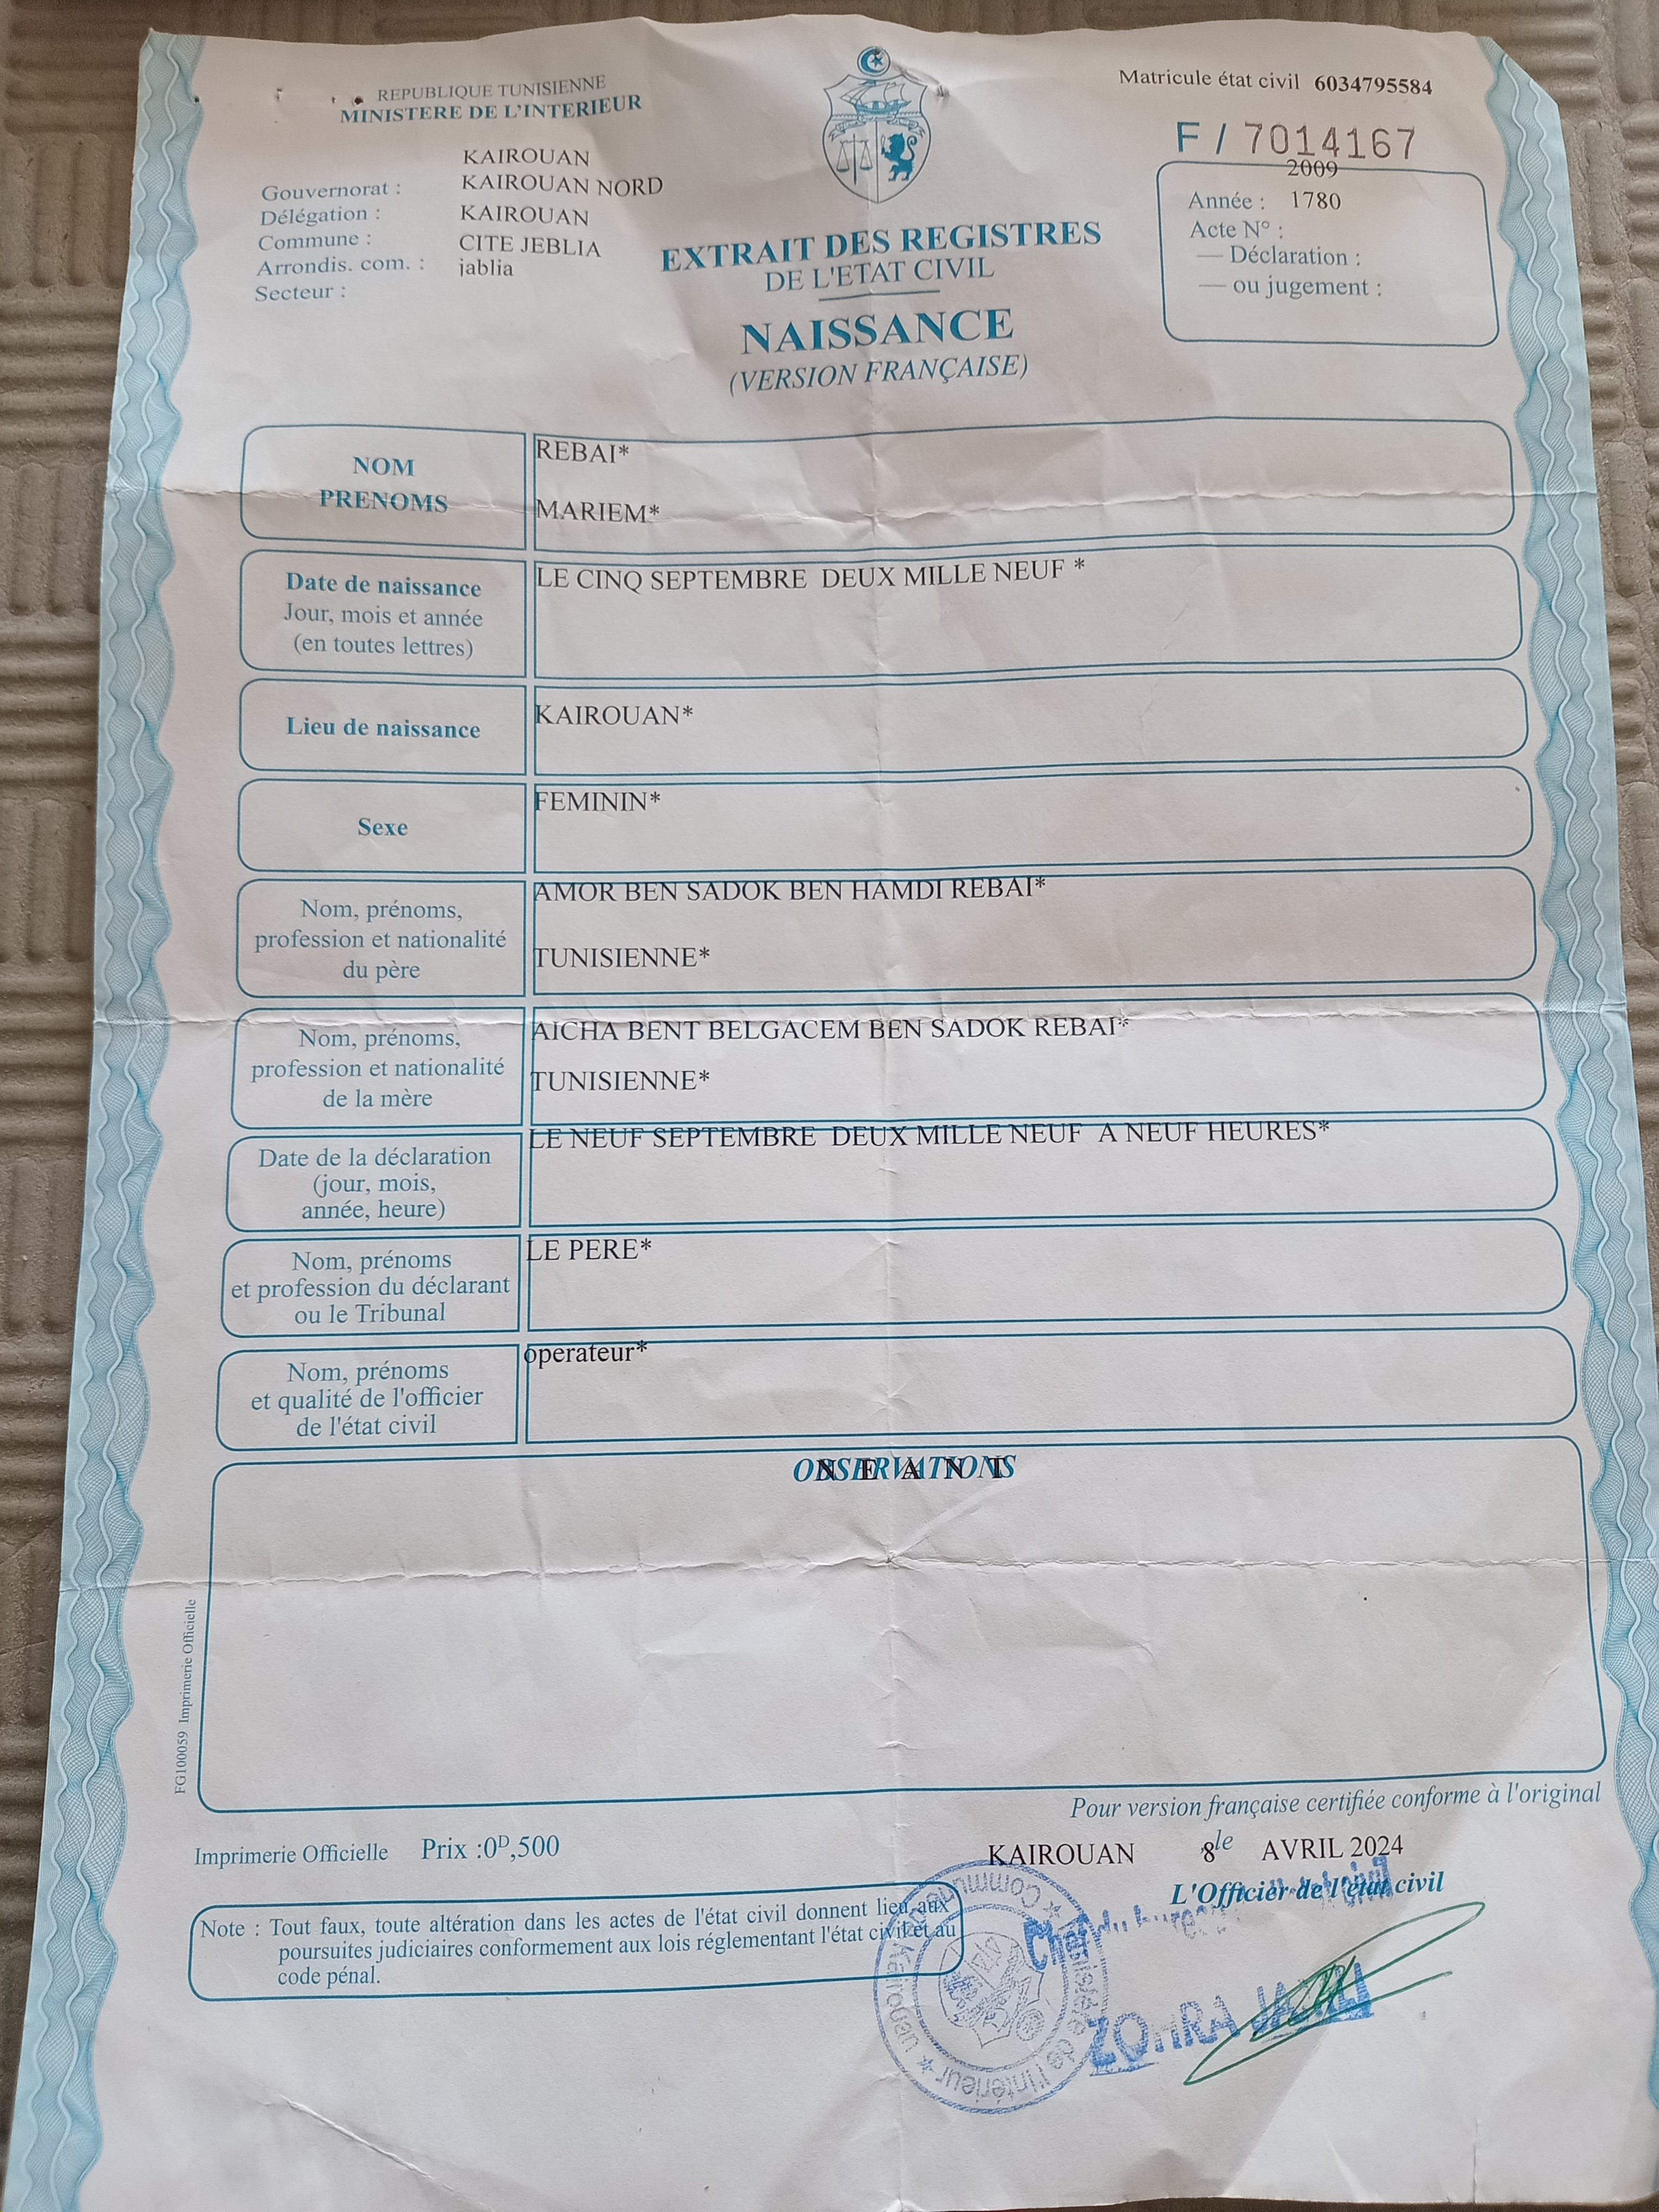 REPUBLIQUE TUNISIENNE
MINISTERE DE L'INTERIEUR
Matricule état civil 6034795584
F / 7014167
KAIROUAN
Gouvernorat : KAIROUAN NORD
Délégation : KAIROUAN
Commune : CITE JEBLIA
Arrondis. com. : jablia
Secteur :
2009
Année : 1780
Acte N° :
— Déclaration :
— ou jugement :
EXTRAIT DES REGISTRES
DE L'ETAT CIVIL
NAISSANCE
(VERSION FRANÇAISE)
NOM
PRENOMS
REBAI*
MARIEM*
Date de naissance
Jour, mois et année
(en toutes lettres)
LE CINQ SEPTEMBRE DEUX MILLE NEUF *
Lieu de naissance
KAIROUAN*
Sexe
FEMININ*
Nom, prénoms,
profession et nationalité
du père
AMOR BEN SADOK BEN HAMDI REBAI*
TUNISIENNE*
Nom, prénoms,
profession et nationalité
de la mère
AICHA BENT BELGACEM BEN SADOK REBAI*
TUNISIENNE*
Date de la déclaration
(jour, mois,
année, heure)
LE NEUF SEPTEMBRE DEUX MILLE NEUF A NEUF HEURES*
Nom, prénoms
et profession du déclarant
ou le Tribunal
LE PERE*
Nom, prénoms
et qualité de l'officier
de l'état civil
operateur*
OBSERVATIONS
N E A N T
FG100059 Imprimerie Officielle
Pour version française certifiée conforme à l'original
Imprimerie Officielle Prix :0D,500
KAIROUAN 8 le AVRIL 2024
L'Officier de l'état civil
Note : Tout faux, toute altération dans les actes de l'état civil donnent lieu aux
poursuites judiciaires conformement aux lois réglementant l'état civil et au
code pénal.
Chef du
ZOHRA
Commune Kairouan
de l'intérieur